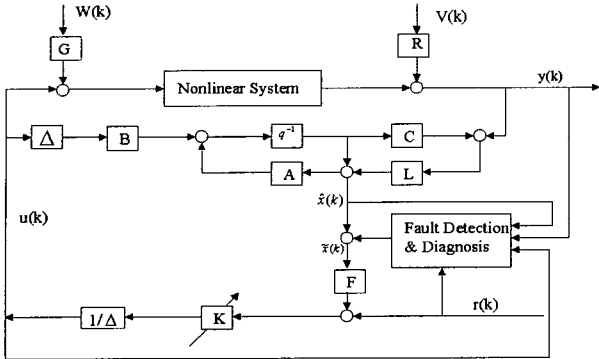 W(k)
V(k)
G
R
Nonlinear System
y(k)
Δ
B
q⁻¹
C
A
L
x̂(k)
u(k)
Fault Detection
& Diagnosis
x̃(k)
F
r(k)
1/Δ
K